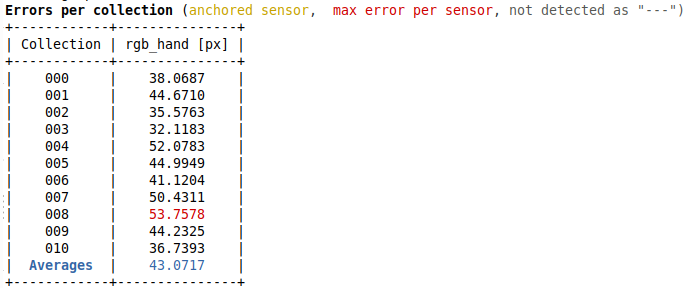 Errors per collection (anchored sensor,  max error per sensor, not detected as "---")
+------------+---------------+
| Collection | rgb_hand [px] |
+------------+---------------+
|    000     |    38.0687    |
|    001     |    44.6710    |
|    002     |    35.5763    |
|    003     |    32.1183    |
|    004     |    52.0783    |
|    005     |    44.9949    |
|    006     |    41.1204    |
|    007     |    50.4311    |
|    008     |    53.7578    |
|    009     |    44.2325    |
|    010     |    36.7393    |
|  Averages  |    43.0717    |
+------------+---------------+